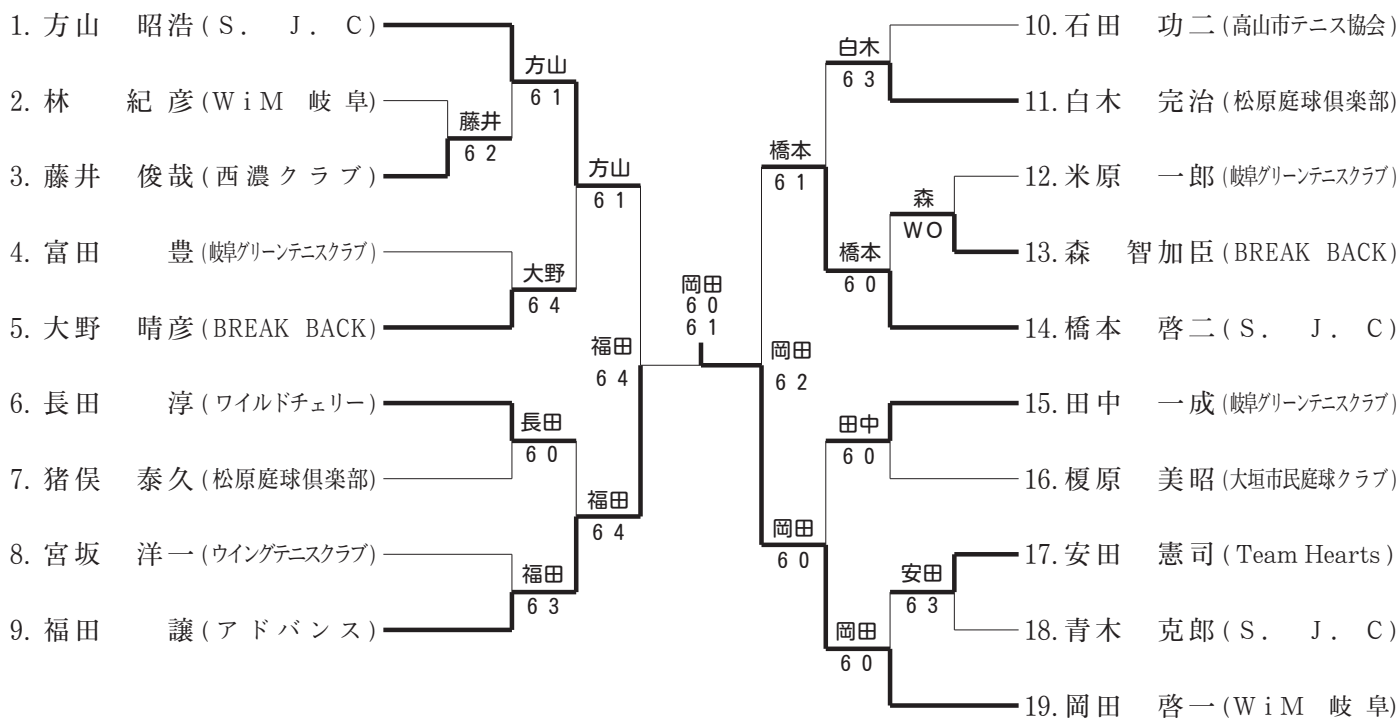 1. 方山 昭浩(S. J. C)
2. 林 紀彦(WiM 岐阜)
3. 藤井 俊哉(西濃クラブ)
4. 富田 豊(岐阜グリーンテニスクラブ)
5. 大野 晴彦(BREAK BACK)
6. 長田 淳(ワイルドチェリー)
7. 猪俣 泰久(松原庭球倶楽部)
8. 宮坂 洋一(ウイングテニスクラブ)
9. 福田 譲(アドバンス)
藤井
6 2
方山
6 1
大野
6 4
長田
6 0
福田
6 3
方山
6 1
福田
6 4
福田
6 4
岡田
6 0
6 1
岡田
6 2
橋本
6 1
岡田
6 0
白木
6 3
橋本
6 0
田中
6 0
岡田
6 0
森
WO
安田
6 3
10. 石田 功二(高山市テニス協会)
11. 白木 完治(松原庭球倶楽部)
12. 米原 一郎(岐阜グリーンテニスクラブ)
13. 森 智加臣(BREAK BACK)
14. 橋本 啓二(S. J. C)
15. 田中 一成(岐阜グリーンテニスクラブ)
16. 榎原 美昭(大垣市民庭球クラブ)
17. 安田 憲司(Team Hearts)
18. 青木 克郎(S. J. C)
19. 岡田 啓一(WiM 岐阜)